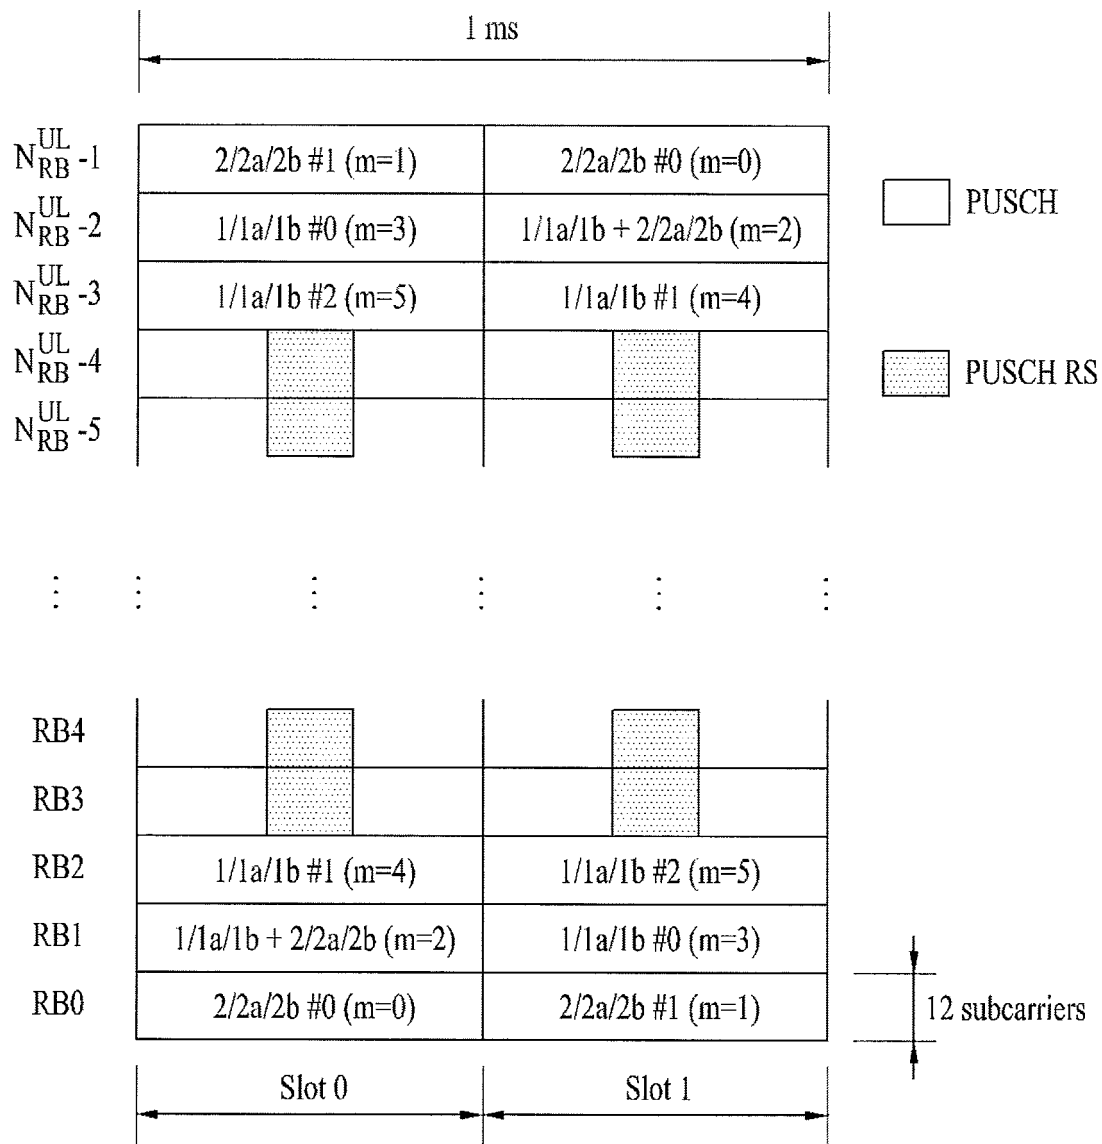 1 ms
N_RB^UL-1 2/2a/2b #1 (m=1) 2/2a/2b #0 (m=0)
PUSCH
N_RB^UL-2 1/1a/1b #0 (m=3) 1/1a/1b + 2/2a/2b (m=2)
N_RB^UL-3 1/1a/1b #2 (m=5) 1/1a/1b #1 (m=4)
N_RB^UL-4
PUSCH RS
N_RB^UL-5
RB4
RB3
RB2 1/1a/1b #1 (m=4) 1/1a/1b #2 (m=5)
RB1 1/1a/1b + 2/2a/2b (m=2) 1/1a/1b #0 (m=3)
RB0 2/2a/2b #0 (m=0) 2/2a/2b #1 (m=1)
12 subcarriers
Slot 0 Slot 1